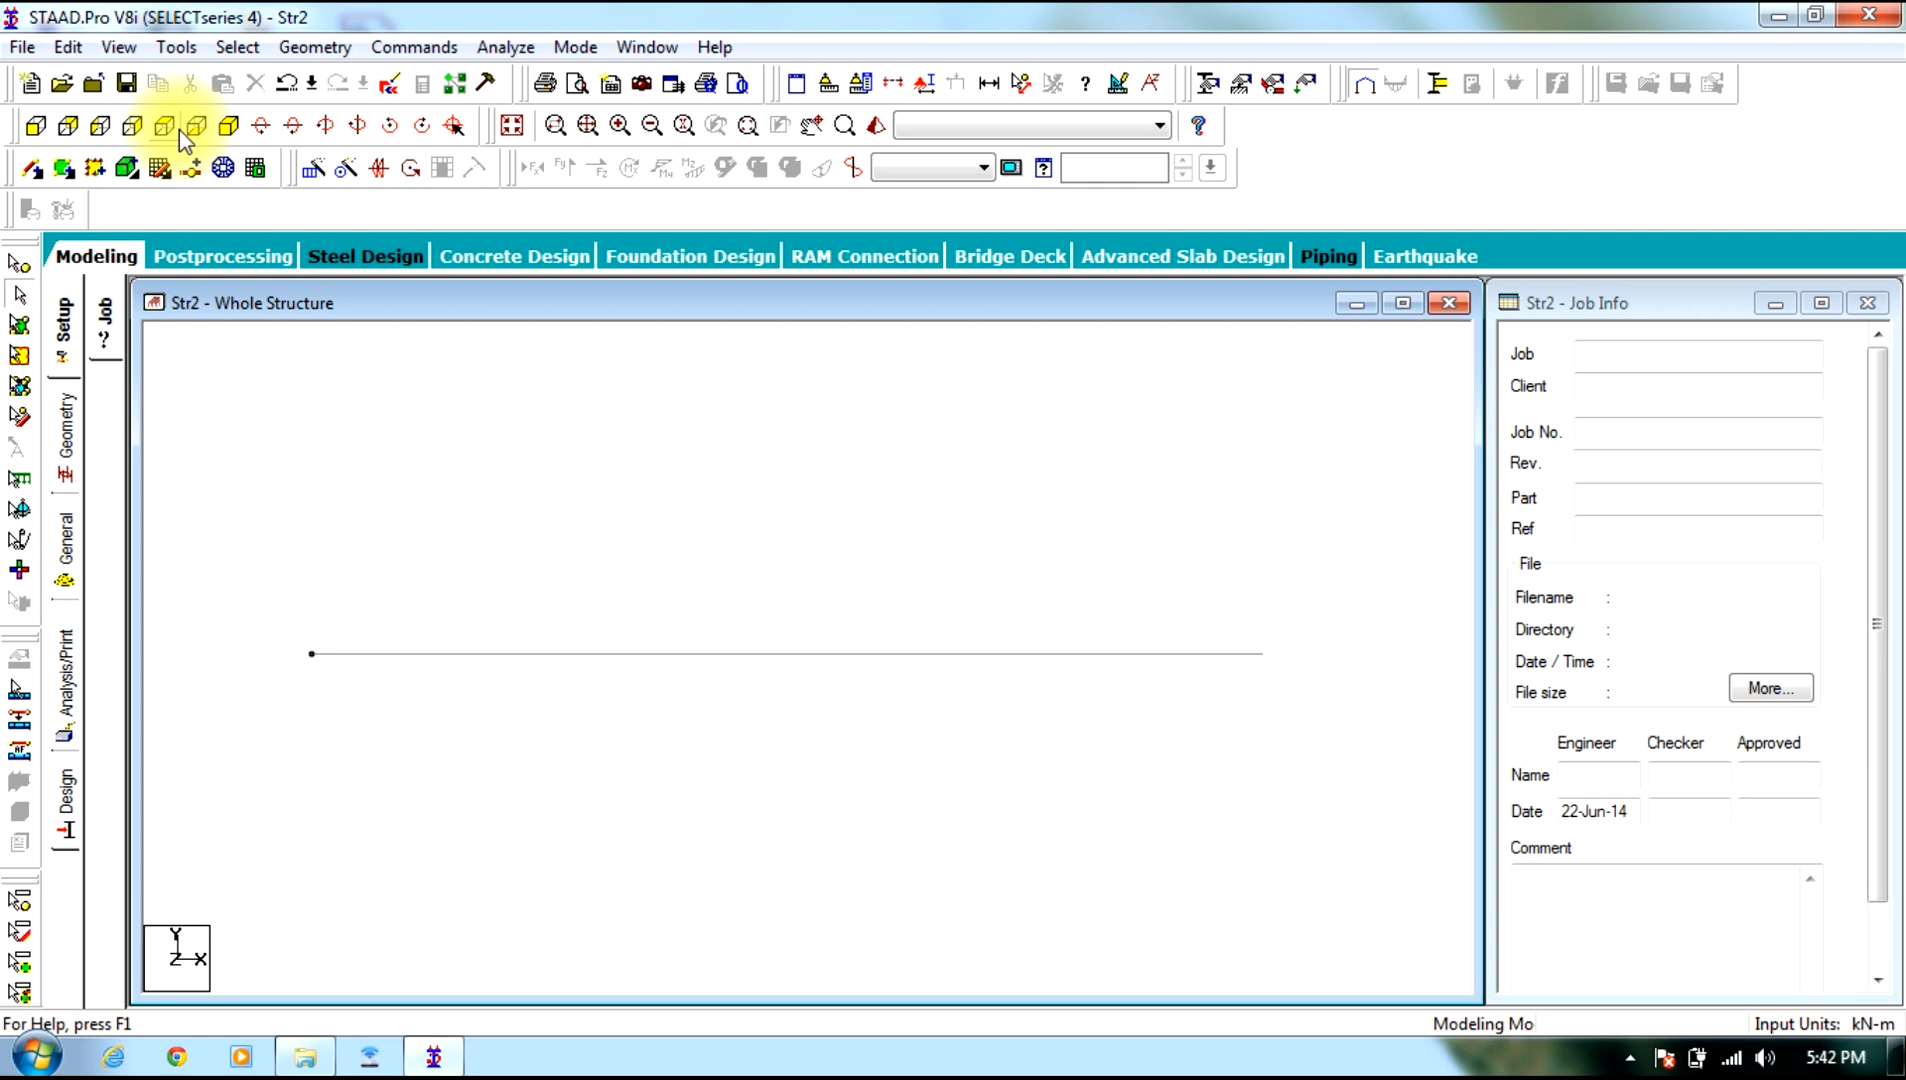 STAAD.Pro V8i (SELECTseries 4) - Str2
File Edit View Tools Select Geometry Commands Analyze Mode Window Help
Modeling Postprocessing Steel Design Concrete Design Foundation Design RAM Connection Bridge Deck Advanced Slab Design Piping Earthquake
Setup
Geometry
General
Analysis/Print
Design
Job
Str2 - Whole Structure
Y
Z X
Str2 - Job Info
Job
Client
Job No.
Rev.
Part
Ref
File
Filename :
Directory :
Date / Time :
File size :
More...
Engineer Checker Approved
Name
Date 22-Jun-14
Comment
For Help, press F1
Modeling Mo
Input Units: kN-m
5:42 PM